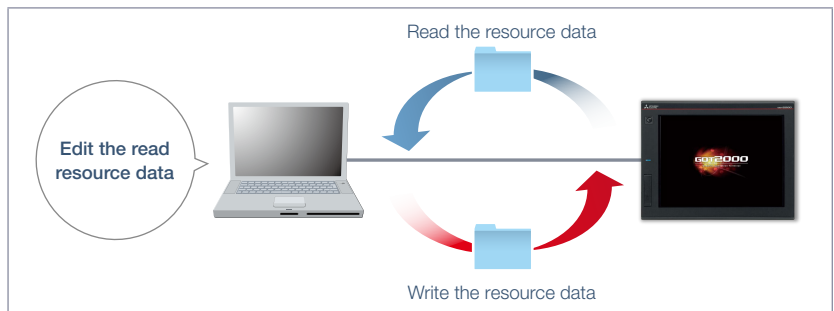 Read the resource data
Edit the read
resource data
GOT2000
Write the resource data